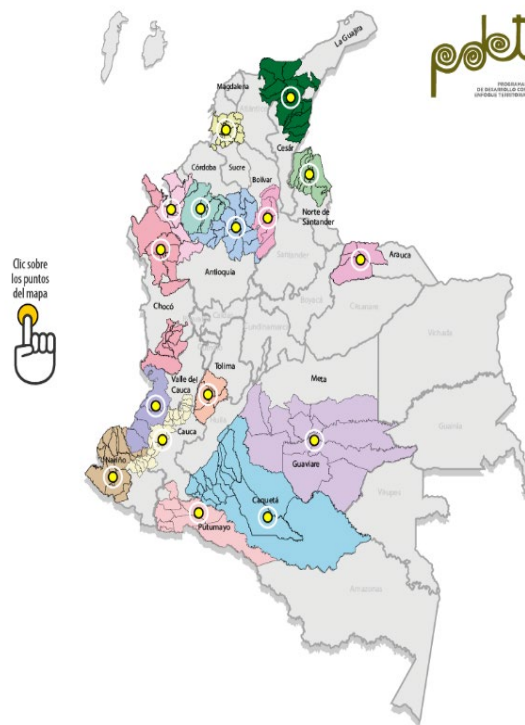 La Guajira
pdet
PROGRAMAS
DE DESARROLLO CON
ENFOQUE TERRITORIAL
Magdalena
Atlántico
Cesár
Córdoba
Sucre
Bolívar
Norte de
Santander
Clic sobre
los puntos
del mapa
Antioquia
Santander
Arauca
Chocó
Boyacá
Casanare
Cundinamarca
Vichada
Tolima
Meta
Valle del
Cauca
Huila
Cauca
Guainía
Nariño
Guaviare
Vaupes
Caquetá
Putumayo
Amazonas